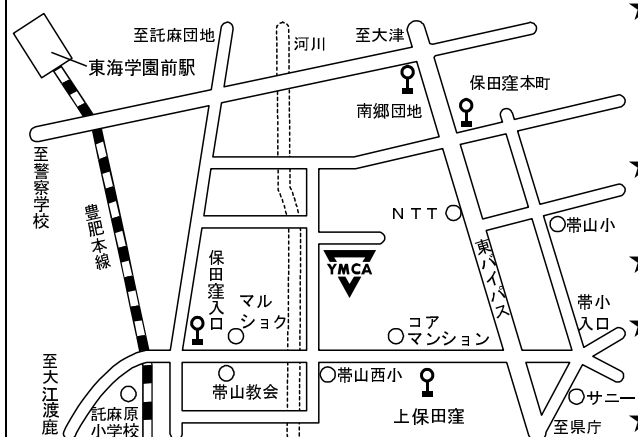 至託麻団地
河川
至大津
東海学園前駅
保田窪本町
南郷団地
至警察学校
豊肥本線
NTT
帯山小
東バイパス
YMCA
保田窪入口
マル
ショク
コア
マンション
帯小
入口
至大江渡鹿
帯山教会
帯山西小
サニー
託麻原
小学校
上保田窪
至県庁